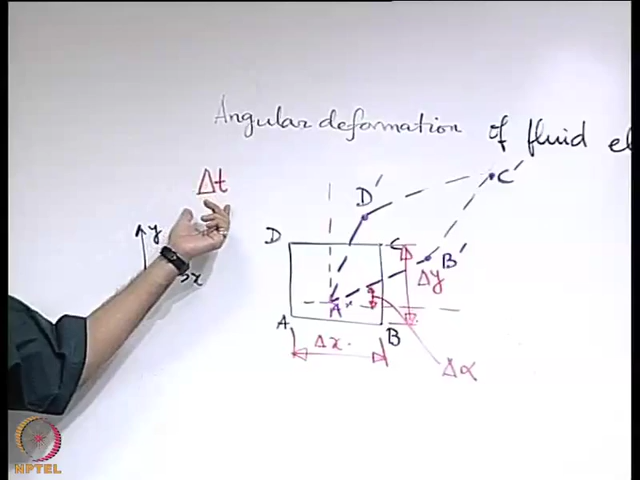 Angular deformation of fluid el
Δt
D'
C'
y
D
C
B'
x
Δy
A'
A
B
Δx
Δα
NPTEL